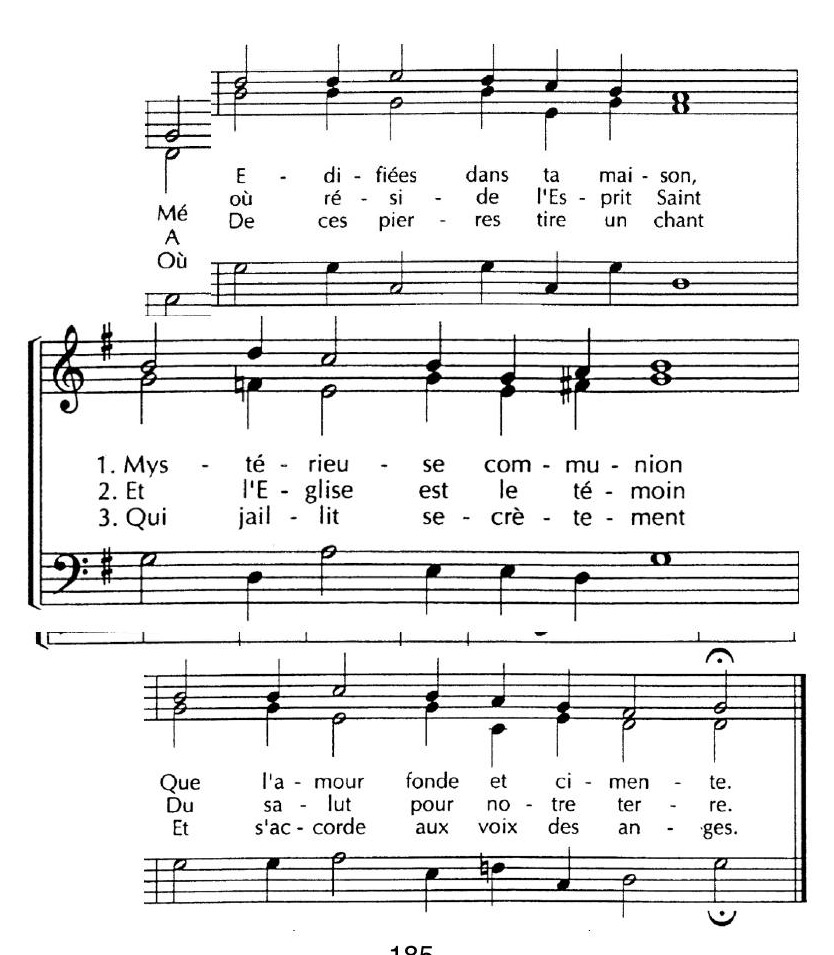 E - di - fiées dans ta mai - son,
où ré - si - de l'Es - prit Saint
Mé De ces pier - res tire un chant
A
Où
1. Mys - té - rieu - se com - mu - nion
2. Et l'E - glise est le té - moin
3. Qui jail - lit se - crè - te - ment
Que l'a - mour fonde et ci - men - te.
Du sa - lut pour no - tre ter - re.
Et s'ac - corde aux voix des an - ges.
185